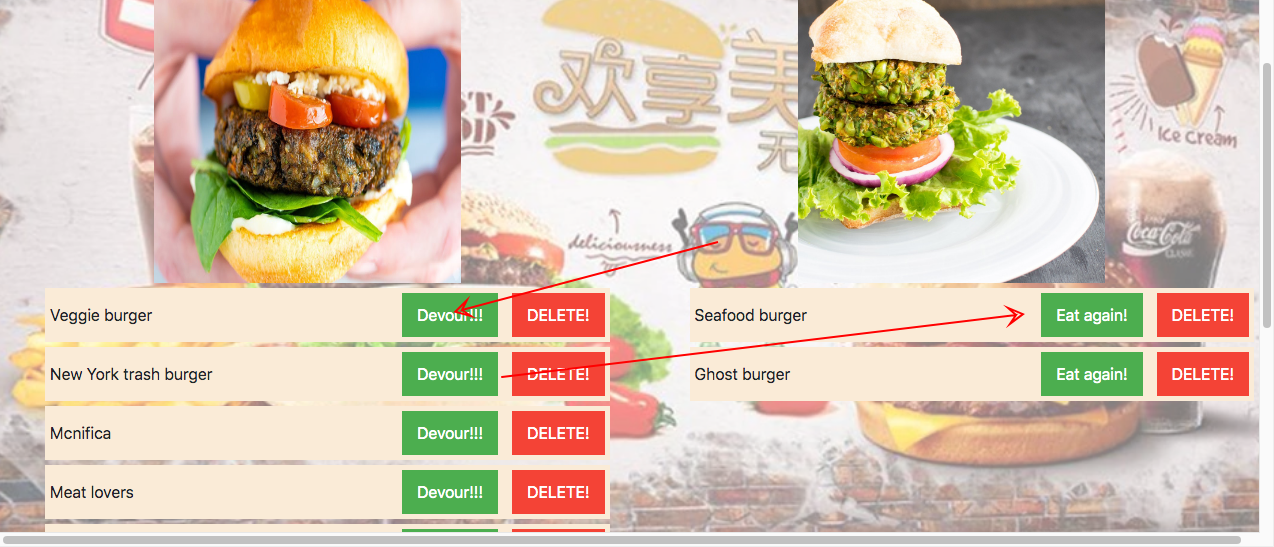 欢享美
无
Ice Cream
deliciousness
Coca-Cola
CLASSIC
Veggie burger Devour!!! DELETE!
New York trash burger Devour!!! DELETE!
Mcnifica Devour!!! DELETE!
Meat lovers Devour!!! DELETE!
Seafood burger Eat again! DELETE!
Ghost burger Eat again! DELETE!